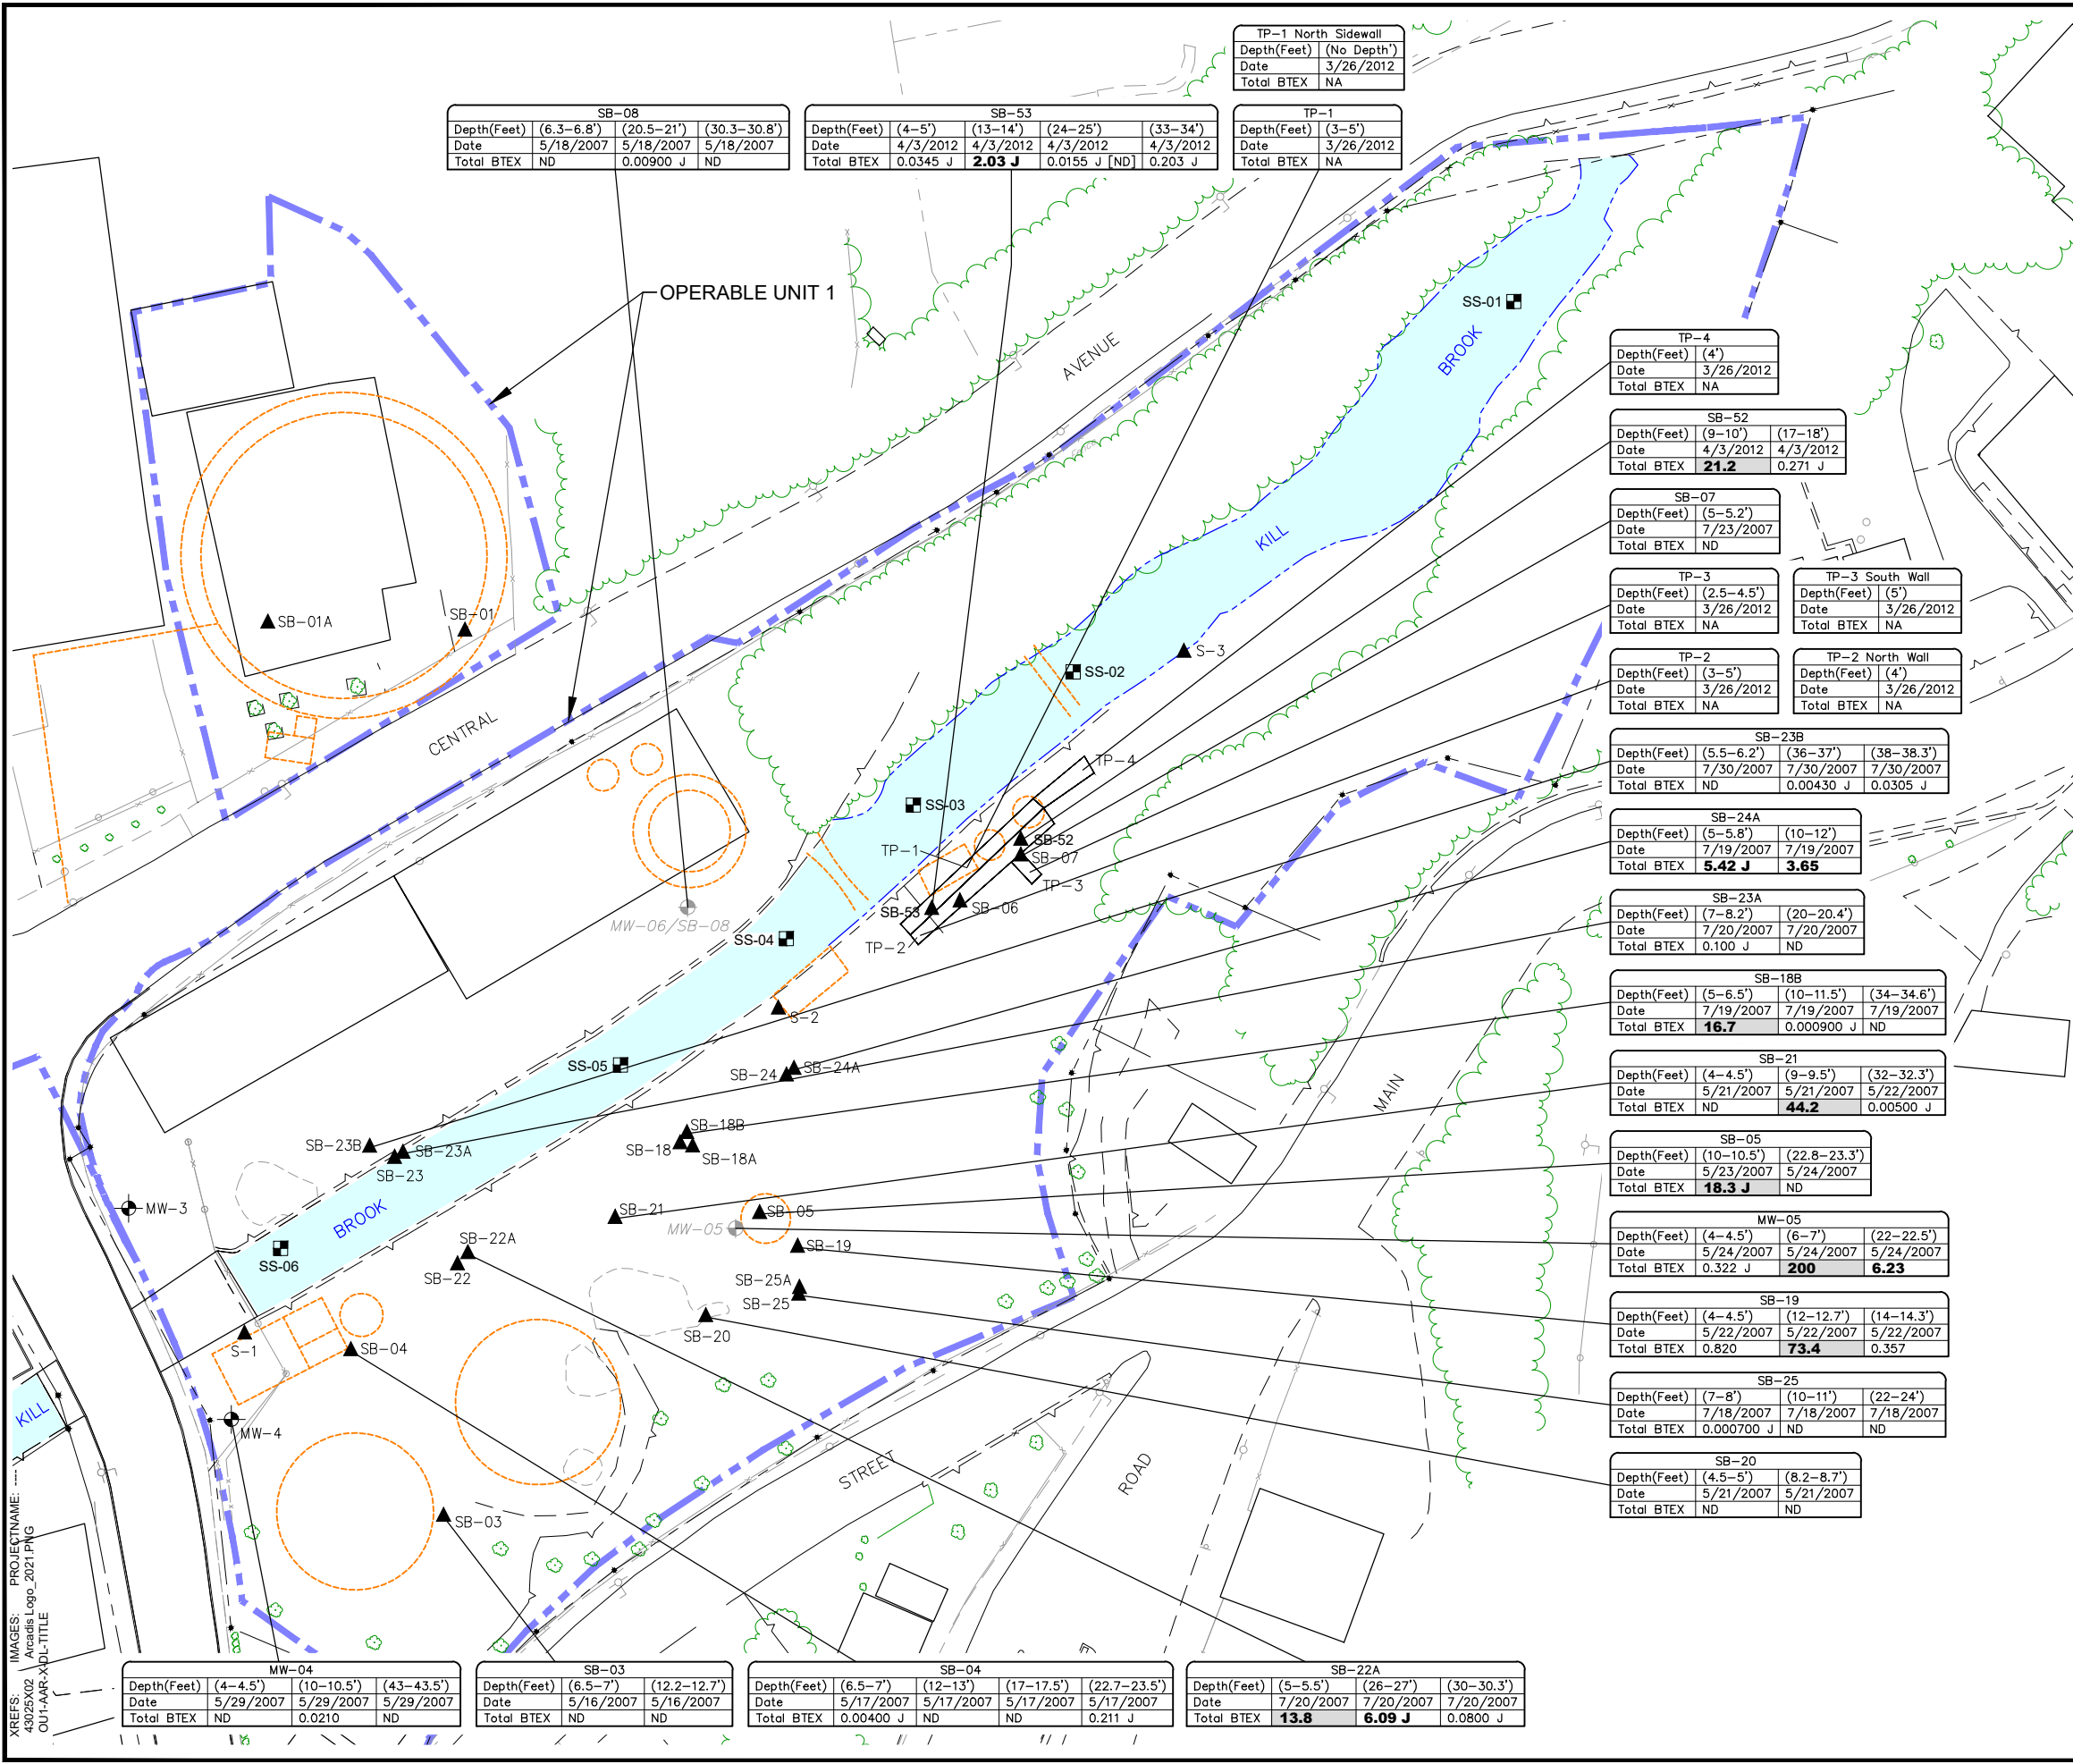 TP-1 North Sidewall
Depth(Feet) (No Depth')
Date 3/26/2012
Total BTEX NA
SB-08
Depth(Feet) (6.3-6.8') (20.5-21') (30.3-30.8')
Date 5/18/2007 5/18/2007 5/18/2007
Total BTEX ND 0.00900 J ND
SB-53
Depth(Feet) (4-5') (13-14') (24-25') (33-34')
Date 4/3/2012 4/3/2012 4/3/2012 4/3/2012
Total BTEX 0.0345 J 2.03 J 0.0155 J [ND] 0.203 J
TP-1
Depth(Feet) (3-5')
Date 3/26/2012
Total BTEX NA
OPERABLE UNIT 1
AVENUE
SS-01
BROOK
KILL
TP-4
Depth(Feet) (4')
Date 3/26/2012
Total BTEX NA
SB-52
Depth(Feet) (9-10') (17-18')
Date 4/3/2012 4/3/2012
Total BTEX 21.2 0.271 J
SB-07
Depth(Feet) (5-5.2')
Date 7/23/2007
Total BTEX ND
TP-3
Depth(Feet) (2.5-4.5')
Date 3/26/2012
Total BTEX NA
TP-3 South Wall
Depth(Feet) (5')
Date 3/26/2012
Total BTEX NA
TP-2
Depth(Feet) (3-5')
Date 3/26/2012
Total BTEX NA
TP-2 North Wall
Depth(Feet) (4')
Date 3/26/2012
Total BTEX NA
SB-23B
Depth(Feet) (5.5-6.2') (36-37') (38-38.3')
Date 7/30/2007 7/30/2007 7/30/2007
Total BTEX ND 0.00430 J 0.0305 J
SB-24A
Depth(Feet) (5-5.8') (10-12')
Date 7/19/2007 7/19/2007
Total BTEX 5.42 J 3.65
SB-23A
Depth(Feet) (7-8.2') (20-20.4')
Date 7/20/2007 7/20/2007
Total BTEX 0.100 J ND
SB-18B
Depth(Feet) (5-6.5') (10-11.5') (34-34.6')
Date 7/19/2007 7/19/2007 7/19/2007
Total BTEX 16.7 0.000900 J ND
SB-21
Depth(Feet) (4-4.5') (9-9.5') (32-32.3')
Date 5/21/2007 5/21/2007 5/22/2007
Total BTEX ND 44.2 0.00500 J
SB-05
Depth(Feet) (10-10.5') (22.8-23.3')
Date 5/23/2007 5/24/2007
Total BTEX 18.3 J ND
MW-05
Depth(Feet) (4-4.5') (6-7') (22-22.5')
Date 5/24/2007 5/24/2007 5/24/2007
Total BTEX 0.322 J 200 6.23
SB-19
Depth(Feet) (4-4.5') (12-12.7') (14-14.3')
Date 5/22/2007 5/22/2007 5/22/2007
Total BTEX 0.820 73.4 0.357
SB-25
Depth(Feet) (7-8') (10-11') (22-24')
Date 7/18/2007 7/18/2007 7/18/2007
Total BTEX 0.000700 J ND ND
SB-20
Depth(Feet) (4.5-5') (8.2-8.7')
Date 5/21/2007 5/21/2007
Total BTEX ND ND
SB-01A
SB-01
S-3
SS-02
CENTRAL
TP-4
SS-03
TP-1
SB-52
SB-07
TP-3
SB-53
SB-06
MW-06/SB-08
SS-04
TP-2
S-2
SS-05
SB-24
SB-24A
MAIN
SB-23B
SB-23A
SB-23
SB-18B
SB-18
SB-18A
MW-3
BROOK
SB-21
SB-05
MW-05
SB-22A
SB-19
SS-06
SB-22
SB-25A
SB-25
SB-20
S-1
SB-04
KILL
MW-4
STREET
ROAD
SB-03
MW-04
Depth(Feet) (4-4.5') (10-10.5') (43-43.5')
Date 5/29/2007 5/29/2007 5/29/2007
Total BTEX ND 0.0210 ND
SB-03
Depth(Feet) (6.5-7') (12.2-12.7')
Date 5/16/2007 5/16/2007
Total BTEX ND ND
SB-04
Depth(Feet) (6.5-7') (12-13') (17-17.5') (22.7-23.5')
Date 5/17/2007 5/17/2007 5/17/2007 5/17/2007
Total BTEX 0.00400 J ND ND 0.211 J
SB-22A
Depth(Feet) (5-5.5') (26-27') (30-30.3')
Date 7/20/2007 7/20/2007 7/20/2007
Total BTEX 13.8 6.09 J 0.0800 J
XREFS: IMAGES: PROJECTNAME: ----
43025X02 Arcadis Logo_2021.PNG
OU1-AAR-X-DL-TITLE